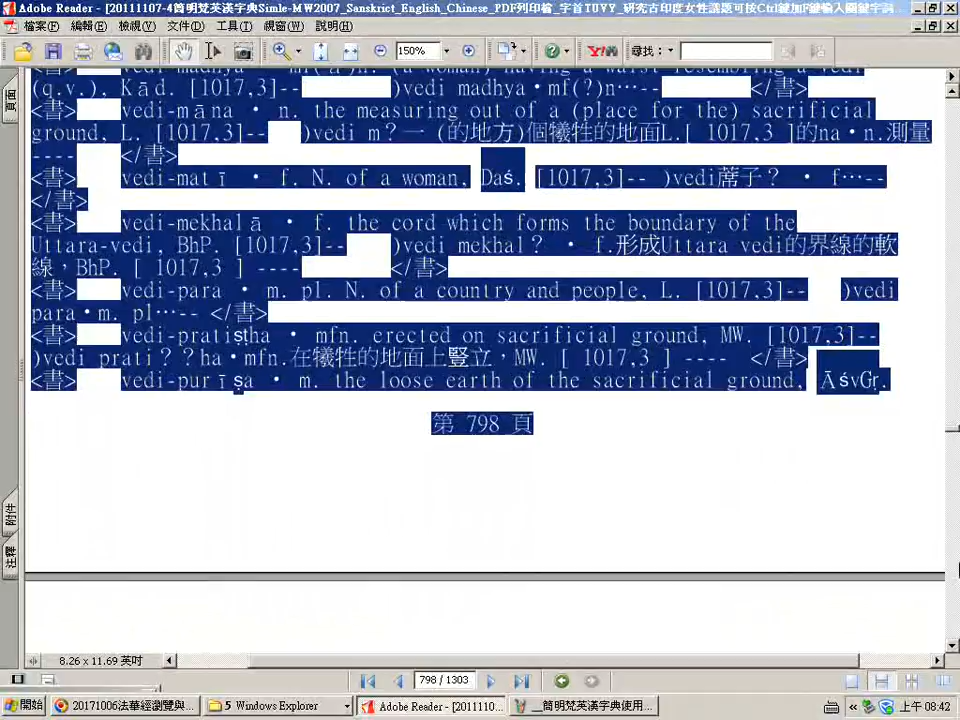 Adobe Reader - [20111107-4簡明梵英漢字典Simle-MW2007_Sanskrict_English_Chinese_PDF列印檔_字首TUVY_研究古印度女性議題可按Ctrl鍵加F鍵輸入關鍵字詞...
檔案(F) 編輯(E) 檢視(V) 文件(D) 工具(T) 視窗(W) 說明(H)
150% 尋找：
頁面
(q.v.), Kād. [1017,3]-- )vedi madhya・mf(?)n…-- </書>
<書> vedi-māna ・ n. the measuring out of a (place for the) sacrificial
ground, L. [1017,3]-- )vedi m？一 (的地方)個犧牲的地面L.[ 1017,3 ]的na・n.測量
---- </書>
<書> vedi-matī ・ f. N. of a woman, Daś. [1017,3]-- )vedi蓆子？ ・ f…--
</書>
<書> vedi-mekhalā ・ f. the cord which forms the boundary of the
Uttara-vedi, BhP. [1017,3]-- )vedi mekhal？ ・ f.形成Uttara vedi的界線的軟
線，BhP. [ 1017,3 ] ---- </書>
<書> vedi-para ・ m. pl. N. of a country and people, L. [1017,3]-- )vedi
para・m. pl…-- </書>
<書> vedi-pratiṣṭha ・ mfn. erected on sacrificial ground, MW. [1017,3]--
)vedi prati？？ha・mfn.在犧牲的地面上豎立，MW. [ 1017,3 ] ---- </書>
<書> vedi-purīṣa ・ m. the loose earth of the sacrificial ground, ĀśvGṛ.
第 798 頁
附件
注釋
8.26 x 11.69 英吋
798 / 1303
開始 20171006法華經瀏覽與... 5 Windows Explorer Adobe Reader - [201110... __簡明梵英漢字典使用... 上午 08:42